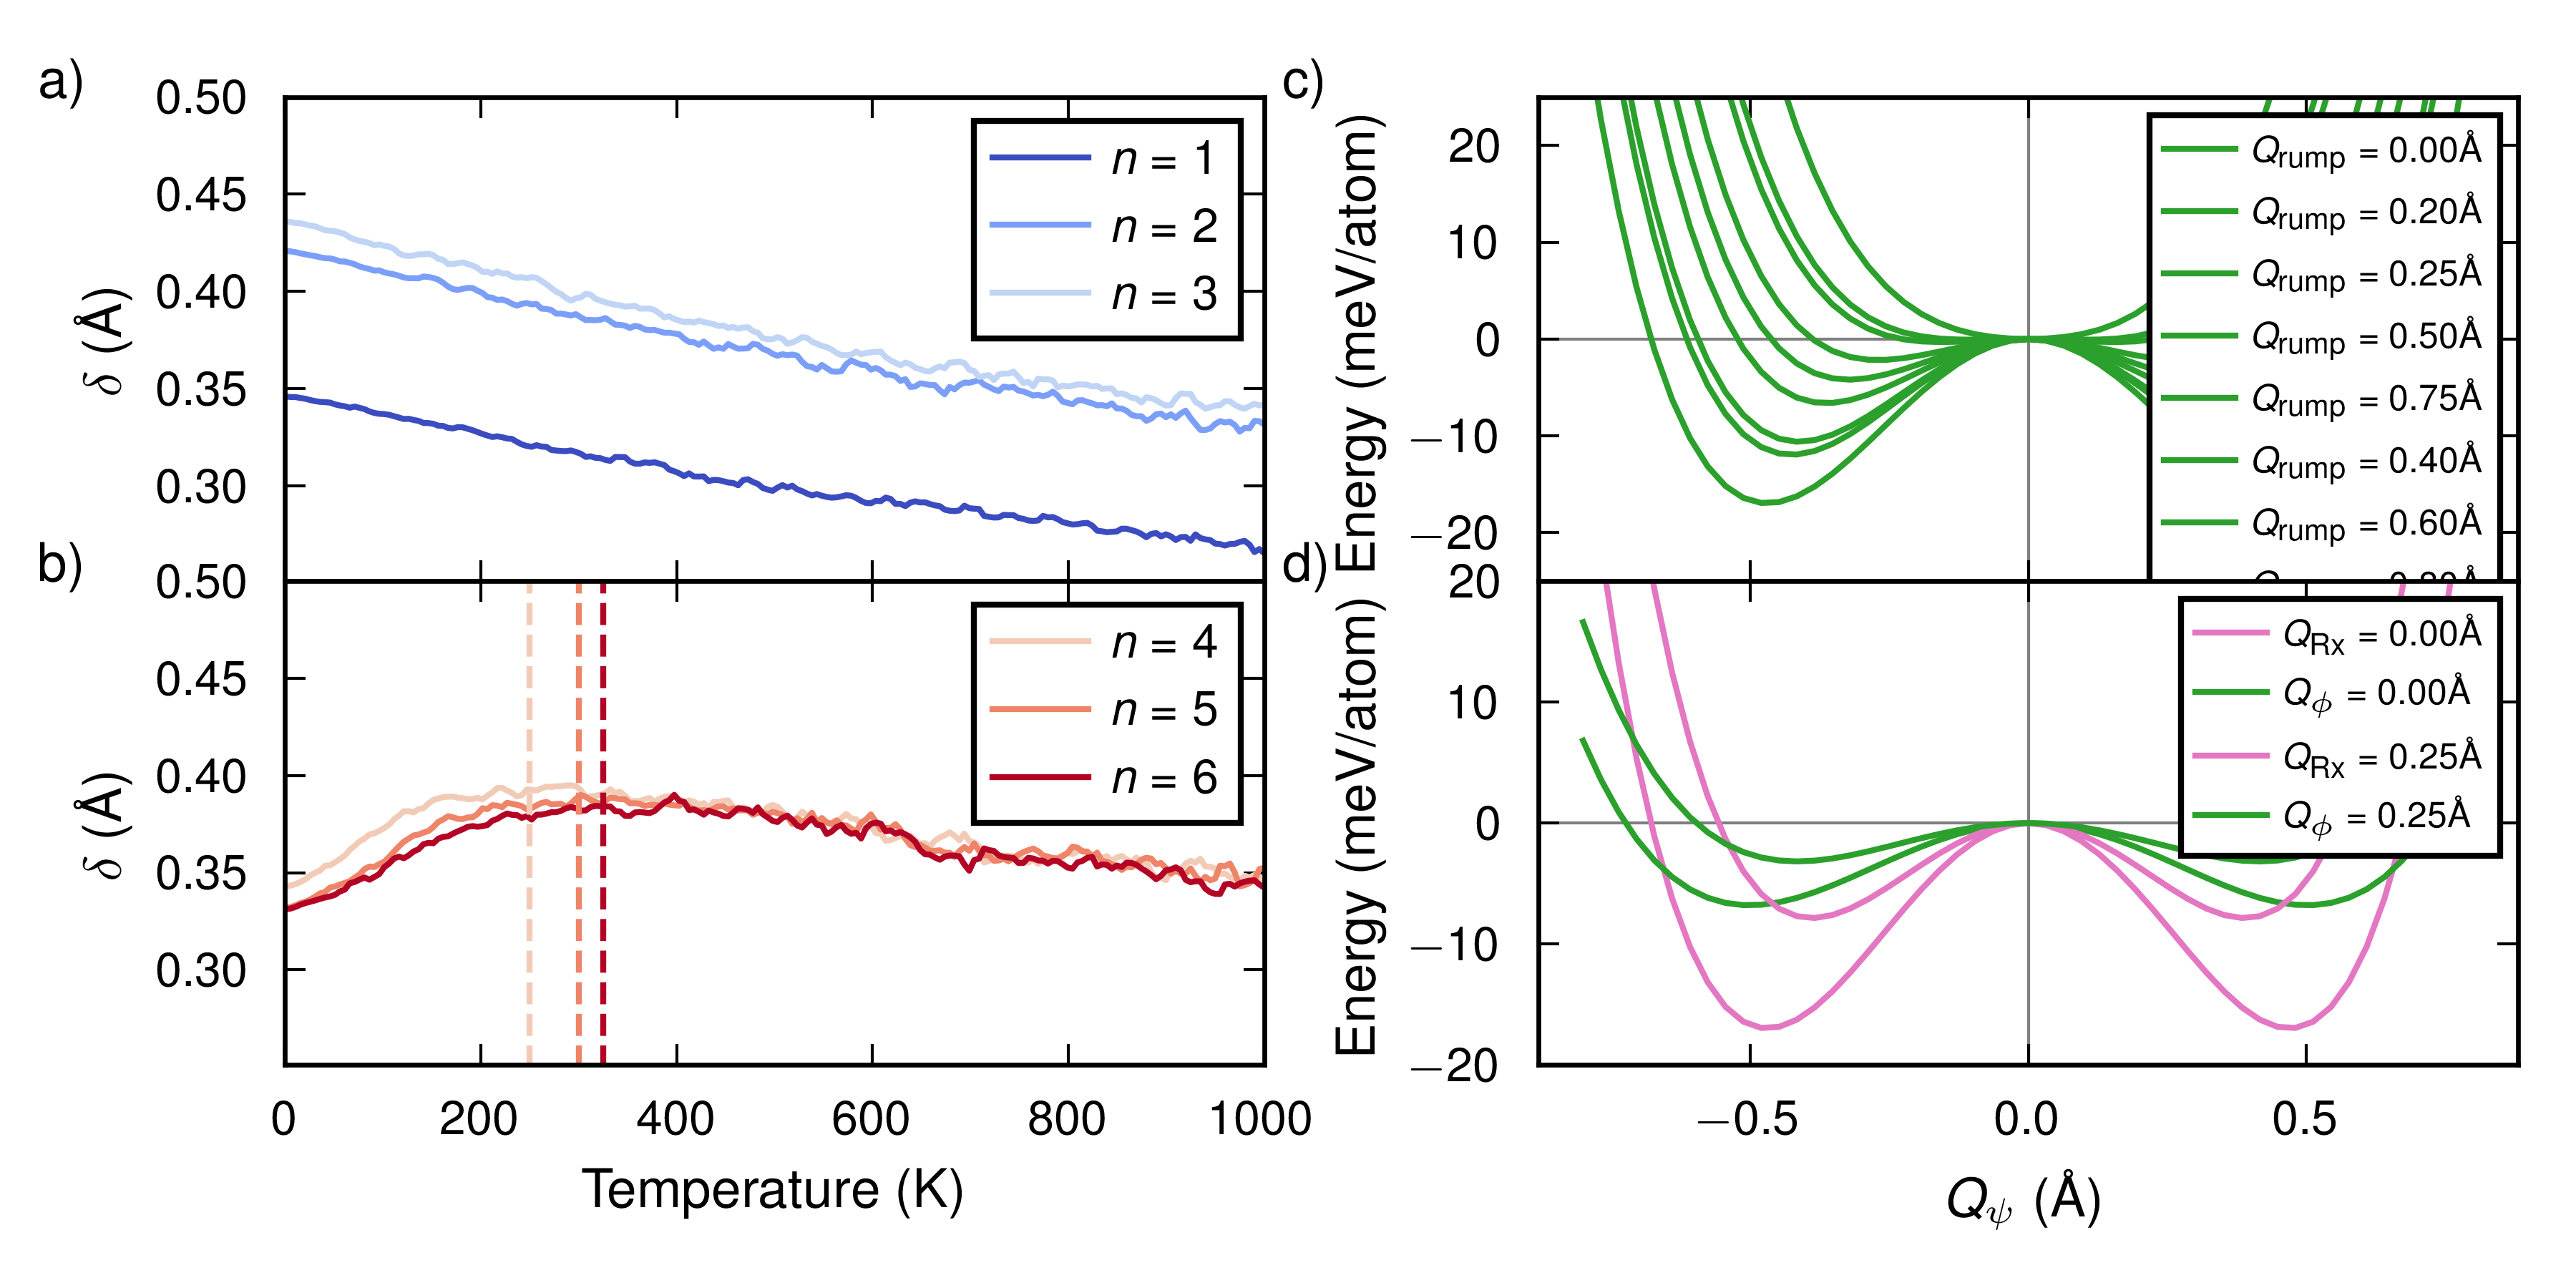 a)
0.50
0.45
0.40
0.35
0.30
δ (Å)
n = 1
n = 2
n = 3
b)
0.50
0.45
0.40
0.35
0.30
δ (Å)
n = 4
n = 5
n = 6
0 200 400 600 800 1000
Temperature (K)
c)
20
10
0
−10
−20
Energy (meV/atom)
Qrump = 0.00Å
Qrump = 0.20Å
Qrump = 0.25Å
Qrump = 0.50Å
Qrump = 0.75Å
Qrump = 0.40Å
Qrump = 0.60Å
d)
20
10
0
−10
−20
Energy (meV/atom)
QRx = 0.00Å
Qϕ = 0.00Å
QRx = 0.25Å
Qϕ = 0.25Å
−0.5 0.0 0.5
Qψ (Å)